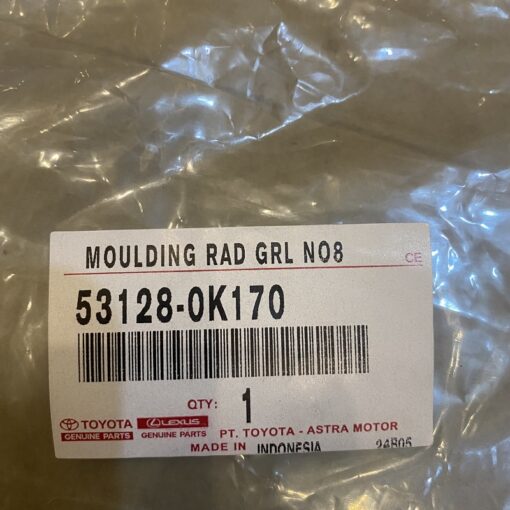 MOULDING RAD GRL NO8
CE
53128-0K170
QTY: 1
TOYOTA LEXUS
GENUINE PARTS GENUINE PARTS PT. TOYOTA - ASTRA MOTOR
MADE IN INDONESIA 24B05